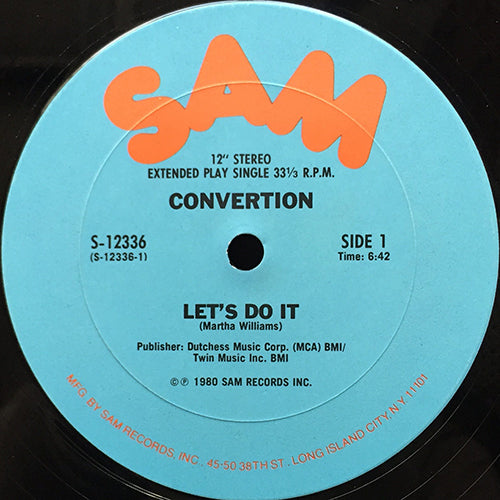 SAM
12" STEREO
EXTENDED PLAY SINGLE 33⅓ R.P.M.
CONVERTION
S-12336
(S-12336-1)
SIDE 1
Time: 6:42
LET'S DO IT
(Martha Williams)
Publisher: Dutchess Music Corp. (MCA) BMI/
Twin Music Inc. BMI
©℗ 1980 SAM RECORDS INC.
MFG. BY SAM RECORDS, INC., 45-50 38TH ST., LONG ISLAND CITY, N.Y. 11101